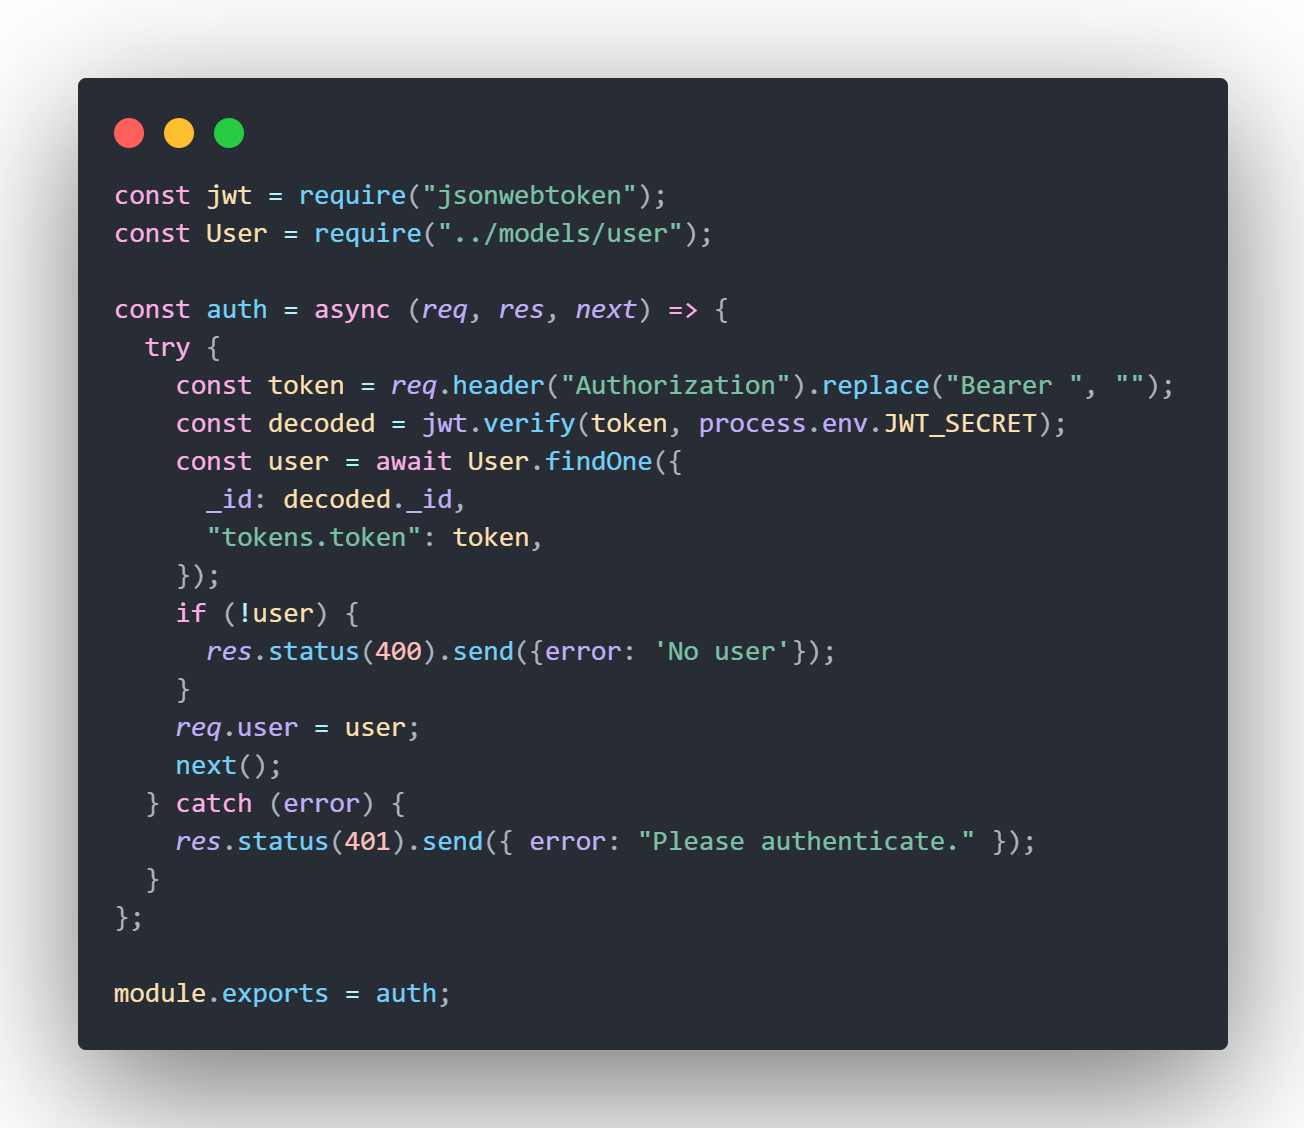 const jwt = require("jsonwebtoken");
const User = require("../models/user");

const auth = async (req, res, next) => {
  try {
    const token = req.header("Authorization").replace("Bearer ", "");
    const decoded = jwt.verify(token, process.env.JWT_SECRET);
    const user = await User.findOne({
      _id: decoded._id,
      "tokens.token": token,
    });
    if (!user) {
      res.status(400).send({error: 'No user'});
    }
    req.user = user;
    next();
  } catch (error) {
    res.status(401).send({ error: "Please authenticate." });
  }
};

module.exports = auth;